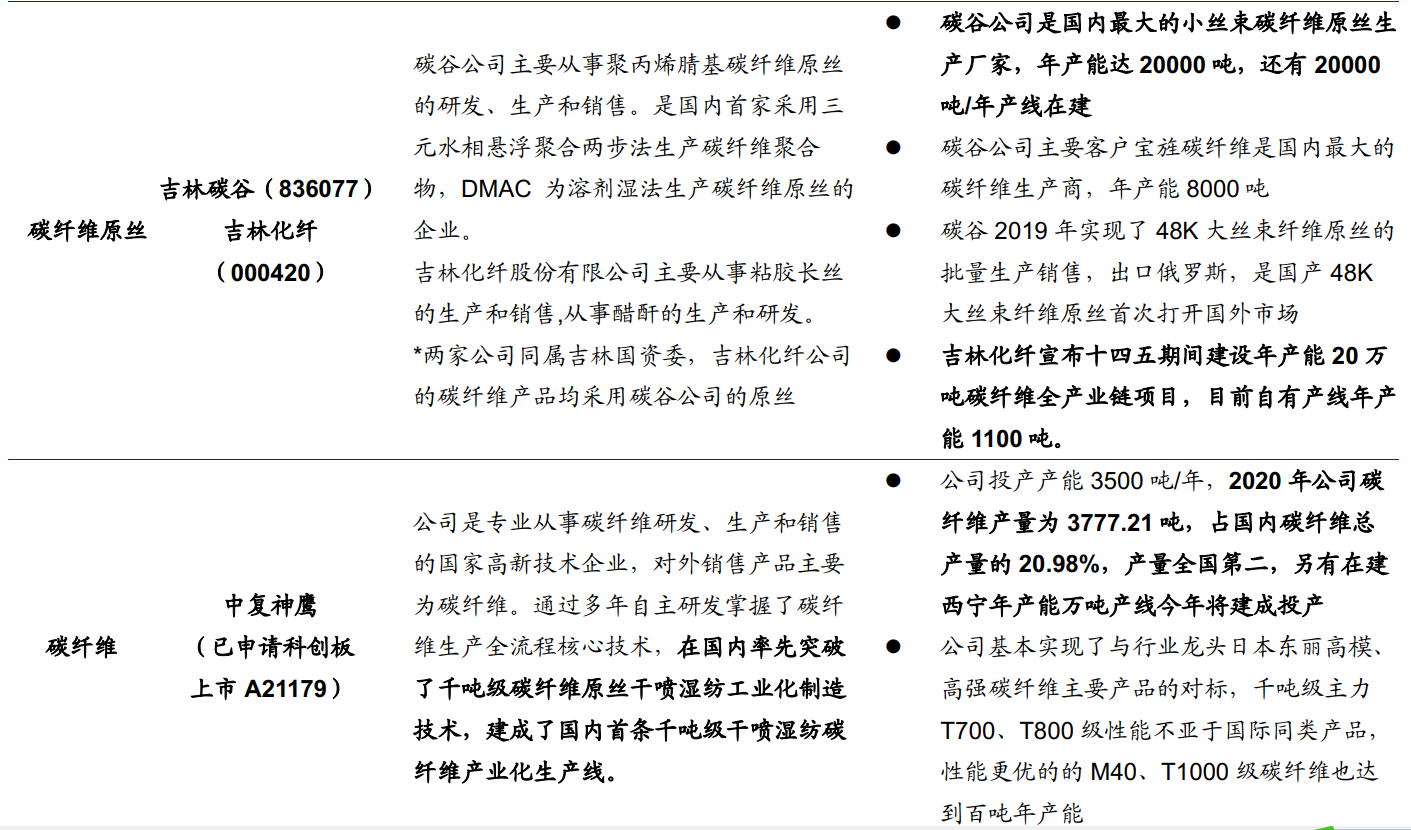 碳纤维原丝
吉林碳谷（836077）
吉林化纤
（000420）
碳谷公司主要从事聚丙烯腈基碳纤维原丝
的研发、生产和销售。是国内首家采用三
元水相悬浮聚合两步法生产碳纤维聚合
物，DMAC 为溶剂湿法生产碳纤维原丝的
企业。
吉林化纤股份有限公司主要从事粘胶长丝
的生产和销售,从事醋酐的生产和研发。
*两家公司同属吉林国资委，吉林化纤公司
的碳纤维产品均采用碳谷公司的原丝
● 碳谷公司是国内最大的小丝束碳纤维原丝生
产厂家，年产能达 20000 吨，还有 20000
吨/年产线在建
● 碳谷公司主要客户宝旌碳纤维是国内最大的
碳纤维生产商，年产能 8000 吨
● 碳谷 2019 年实现了 48K 大丝束纤维原丝的
批量生产销售，出口俄罗斯，是国产 48K
大丝束纤维原丝首次打开国外市场
● 吉林化纤宣布十四五期间建设年产能 20 万
吨碳纤维全产业链项目，目前自有产线年产
能 1100 吨。
碳纤维
中复神鹰
（已申请科创板
上市 A21179）
公司是专业从事碳纤维研发、生产和销售
的国家高新技术企业，对外销售产品主要
为碳纤维。通过多年自主研发掌握了碳纤
维生产全流程核心技术，在国内率先突破
了千吨级碳纤维原丝干喷湿纺工业化制造
技术，建成了国内首条千吨级干喷湿纺碳
纤维产业化生产线。
● 公司投产产能 3500 吨/年，2020 年公司碳
纤维产量为 3777.21 吨，占国内碳纤维总
产量的 20.98%，产量全国第二，另有在建
西宁年产能万吨产线今年将建成投产
● 公司基本实现了与行业龙头日本东丽高模、
高强碳纤维主要产品的对标，千吨级主力
T700、T800 级性能不亚于国际同类产品，
性能更优的的 M40、T1000 级碳纤维也达
到百吨年产能